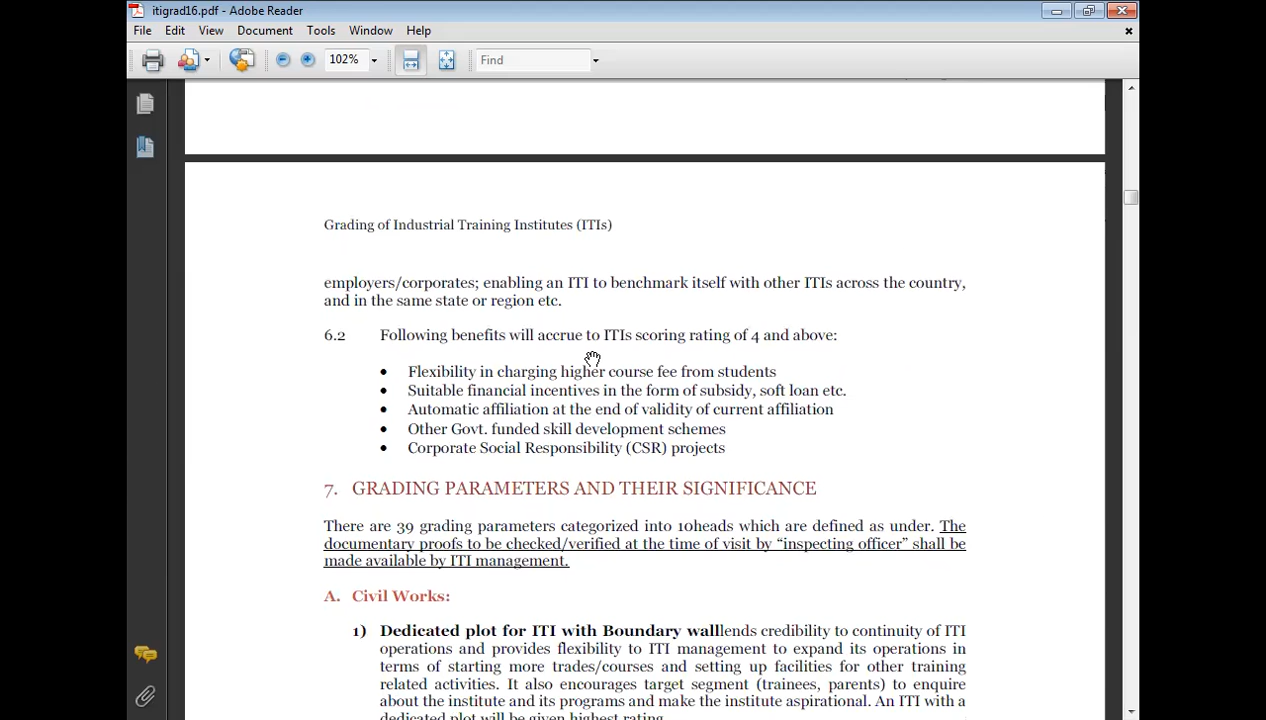 itigrad16.pdf - Adobe Reader
File Edit View Document Tools Window Help
102% Find
Grading of Industrial Training Institutes (ITIs)
employers/corporates; enabling an ITI to benchmark itself with other ITIs across the country,
and in the same state or region etc.
6.2 Following benefits will accrue to ITIs scoring rating of 4 and above:
• Flexibility in charging higher course fee from students
• Suitable financial incentives in the form of subsidy, soft loan etc.
• Automatic affiliation at the end of validity of current affiliation
• Other Govt. funded skill development schemes
• Corporate Social Responsibility (CSR) projects
7. GRADING PARAMETERS AND THEIR SIGNIFICANCE
There are 39 grading parameters categorized into 10heads which are defined as under. The
documentary proofs to be checked/verified at the time of visit by “inspecting officer” shall be
made available by ITI management.
A. Civil Works:
1) Dedicated plot for ITI with Boundary walllends credibility to continuity of ITI
operations and provides flexibility to ITI management to expand its operations in
terms of starting more trades/courses and setting up facilities for other training
related activities. It also encourages target segment (trainees, parents) to enquire
about the institute and its programs and make the institute aspirational. An ITI with a
dedicated plot will be given highest rating.